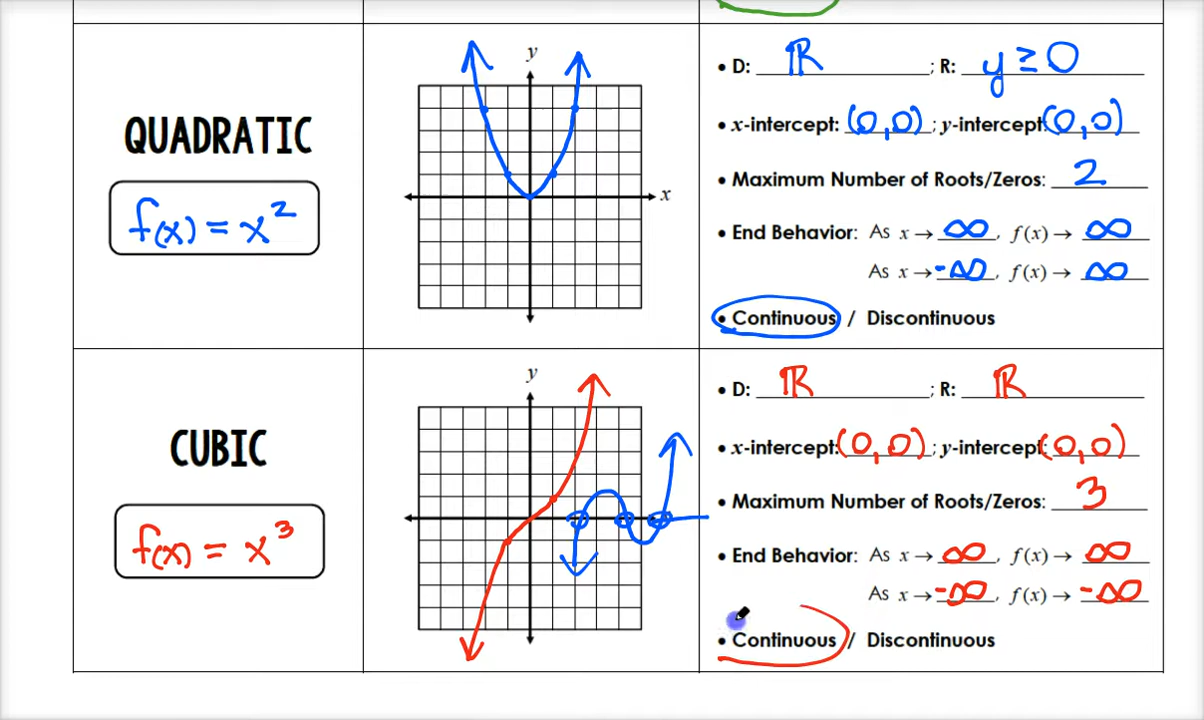 y
x
QUADRATIC
f(x) = x²
• D: ℝ ; R: y ≥ 0
• x-intercept: (0,0) ; y-intercept: (0,0)
• Maximum Number of Roots/Zeros: 2
• End Behavior: As x → ∞, f(x) → ∞
As x → -∞, f(x) → ∞
• Continuous / Discontinuous
y
CUBIC
f(x) = x³
• D: ℝ ; R: ℝ
• x-intercept: (0,0) ; y-intercept: (0,0)
• Maximum Number of Roots/Zeros: 3
• End Behavior: As x → ∞, f(x) → ∞
As x → -∞, f(x) → -∞
• Continuous / Discontinuous